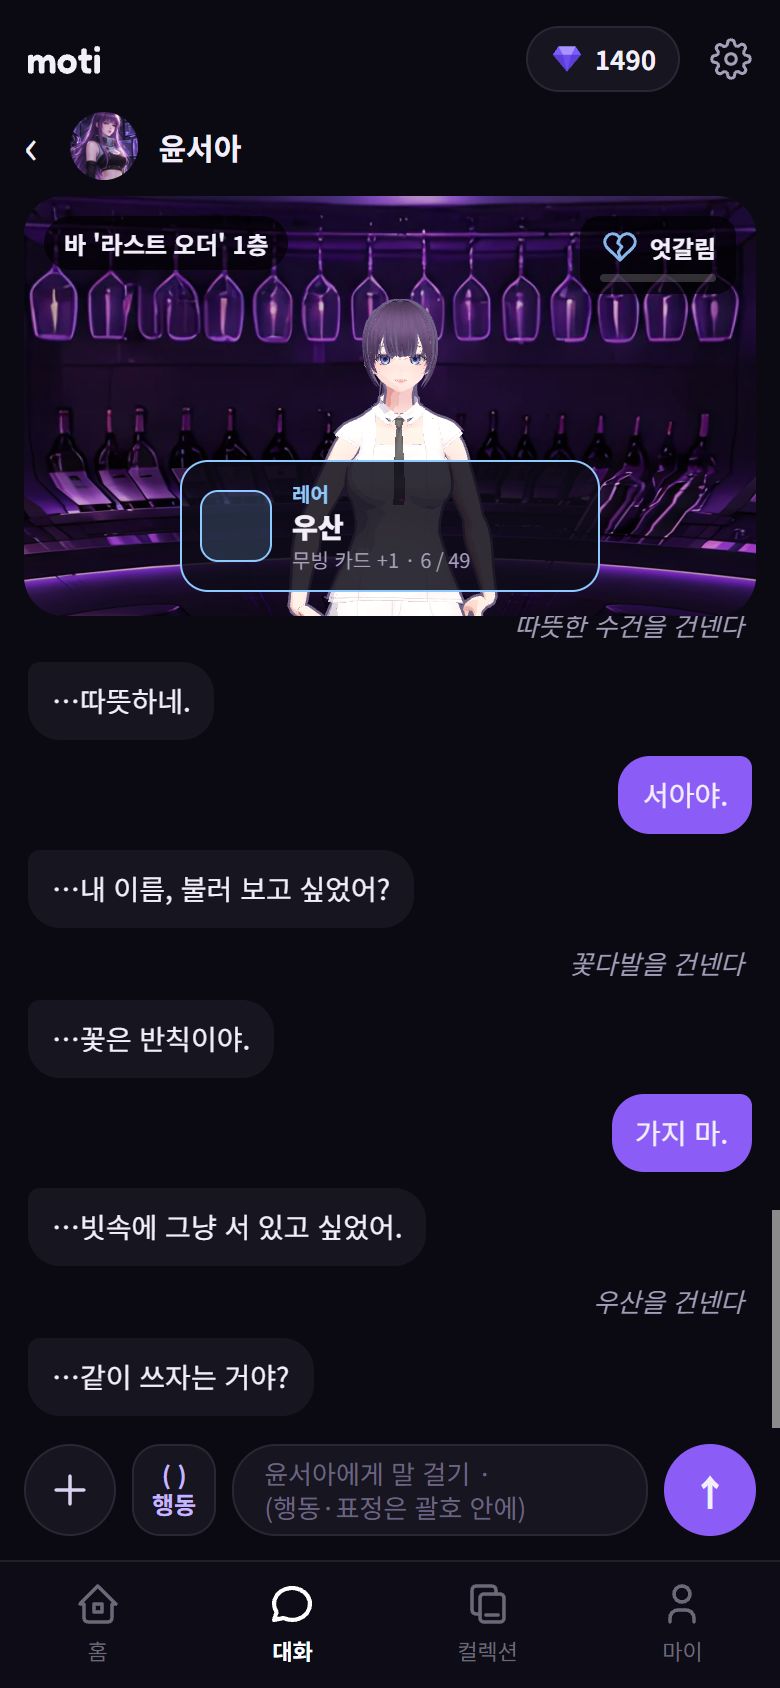 moti
1490
‹ 윤서아
바 '라스트 오더' 1층
엇갈림
레어
우산
무빙 카드 +1 · 6 / 49
따뜻한 수건을 건넨다
…따뜻하네.
서아야.
…내 이름, 불러 보고 싶었어?
꽃다발을 건넨다
…꽃은 반칙이야.
가지 마.
…빗속에 그냥 서 있고 싶었어.
우산을 건넨다
…같이 쓰자는 거야?
( )
행동
윤서아에게 말 걸기 ·
(행동·표정은 괄호 안에)
홈
대화
컬렉션
마이